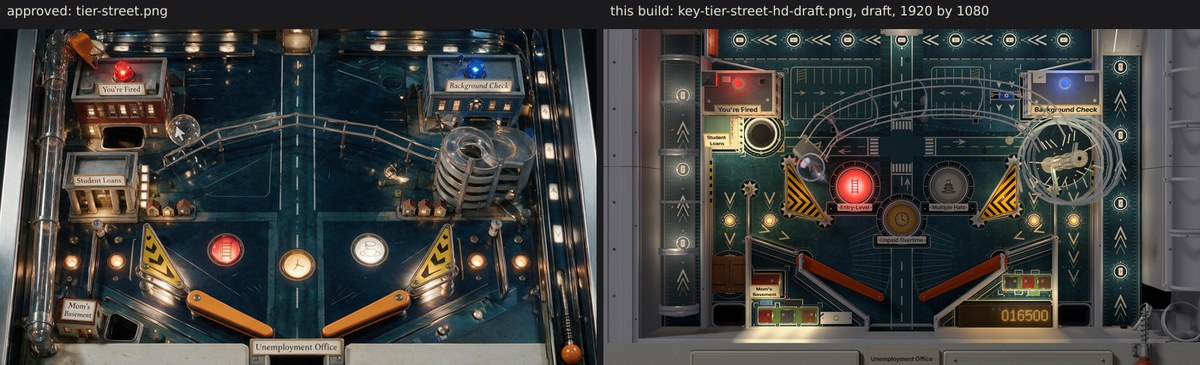 approved: tier-street.png
this build: key-tier-street-hd-draft.png, draft, 1920 by 1080
You're Fired
Background Check
Student Loans
Mom's
Basement
Unemployment Office
You're Fired
Background Check
Student
Loans
Entry-Level
Multiple Hats
Unpaid Overtime
Mom's
Basement
016500
Unemployment Office